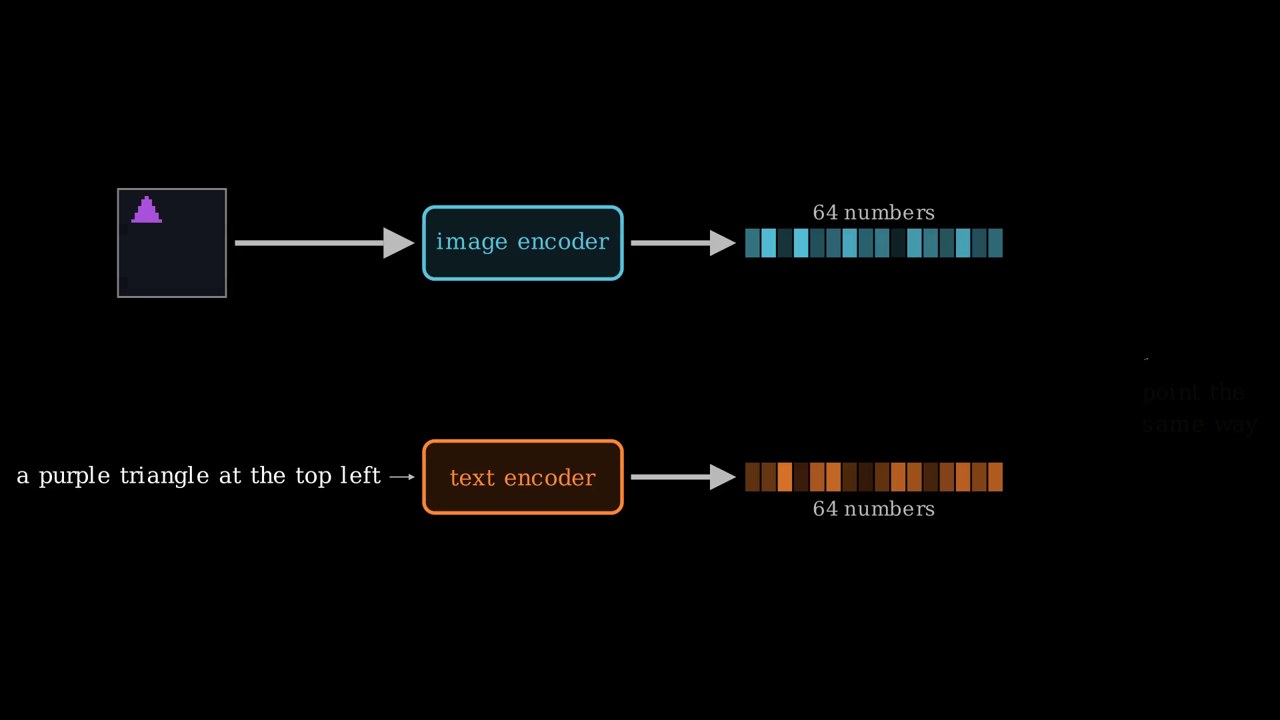 64 numbers
image encoder
point the
same way
a purple triangle at the top left
text encoder
64 numbers